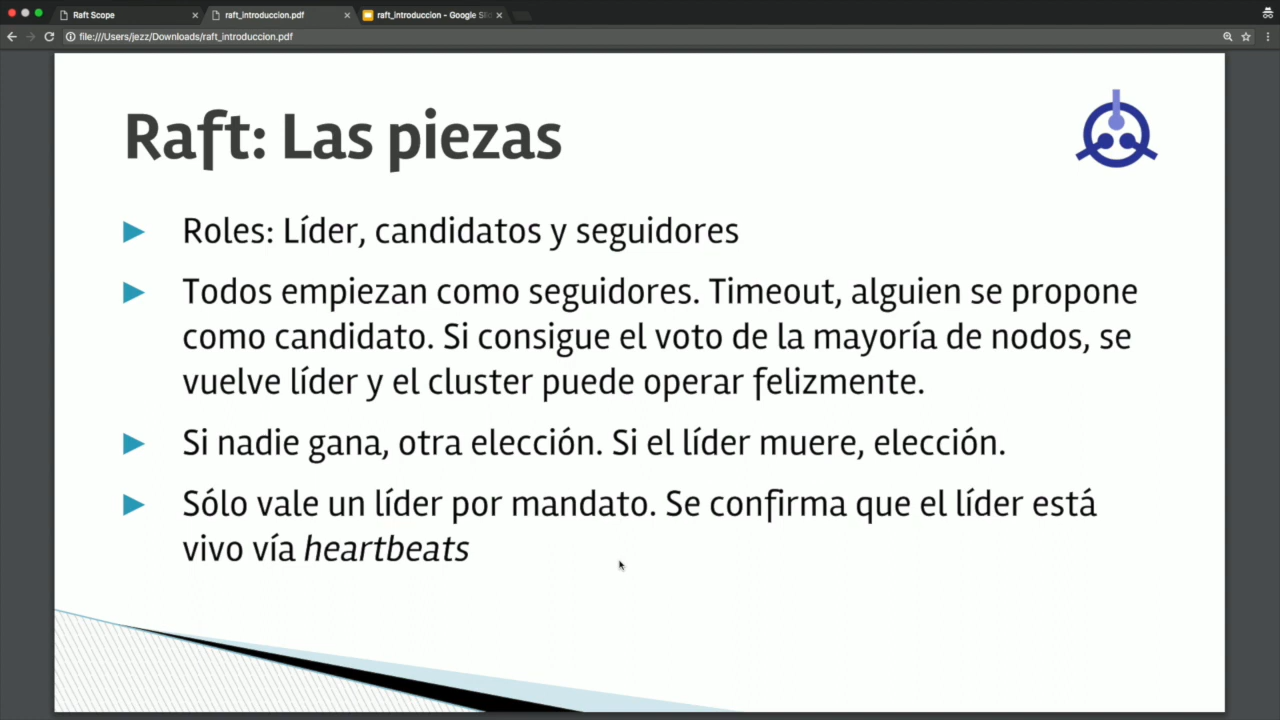 Raft Scope
raft_introduccion.pdf
raft_introduccion - Google Sli
file:///Users/jezz/Downloads/raft_introduccion.pdf
Raft: Las piezas
Roles: Líder, candidatos y seguidores
Todos empiezan como seguidores. Timeout, alguien se propone
como candidato. Si consigue el voto de la mayoría de nodos, se
vuelve líder y el cluster puede operar felizmente.
Si nadie gana, otra elección. Si el líder muere, elección.
Sólo vale un líder por mandato. Se confirma que el líder está
vivo vía heartbeats